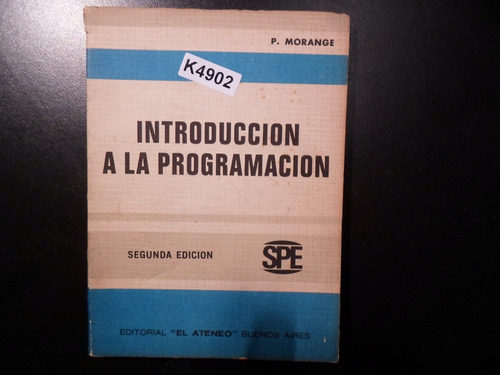 P. MORANGE
K4902
INTRODUCCION
A LA PROGRAMACION
SEGUNDA EDICION
SPE
EDITORIAL "EL ATENEO" BUENOS AIRES